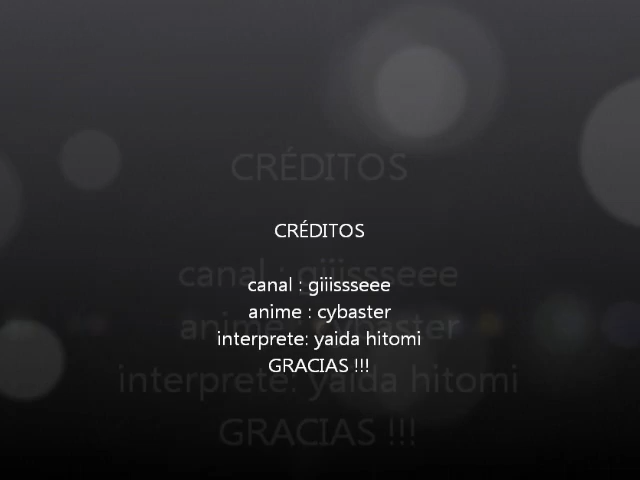 CRÉDITOS
canal : giiissseee
anime : cybaster
interprete: yaida hitomi
GRACIAS !!!